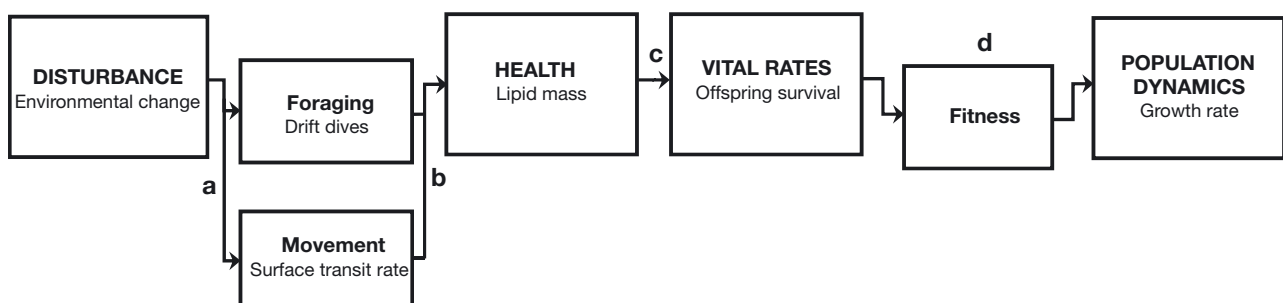 DISTURBANCE
Environmental change
a
Foraging
Drift dives
Movement
Surface transit rate
b
HEALTH
Lipid mass
c
VITAL RATES
Offspring survival
d
Fitness
POPULATION
DYNAMICS
Growth rate